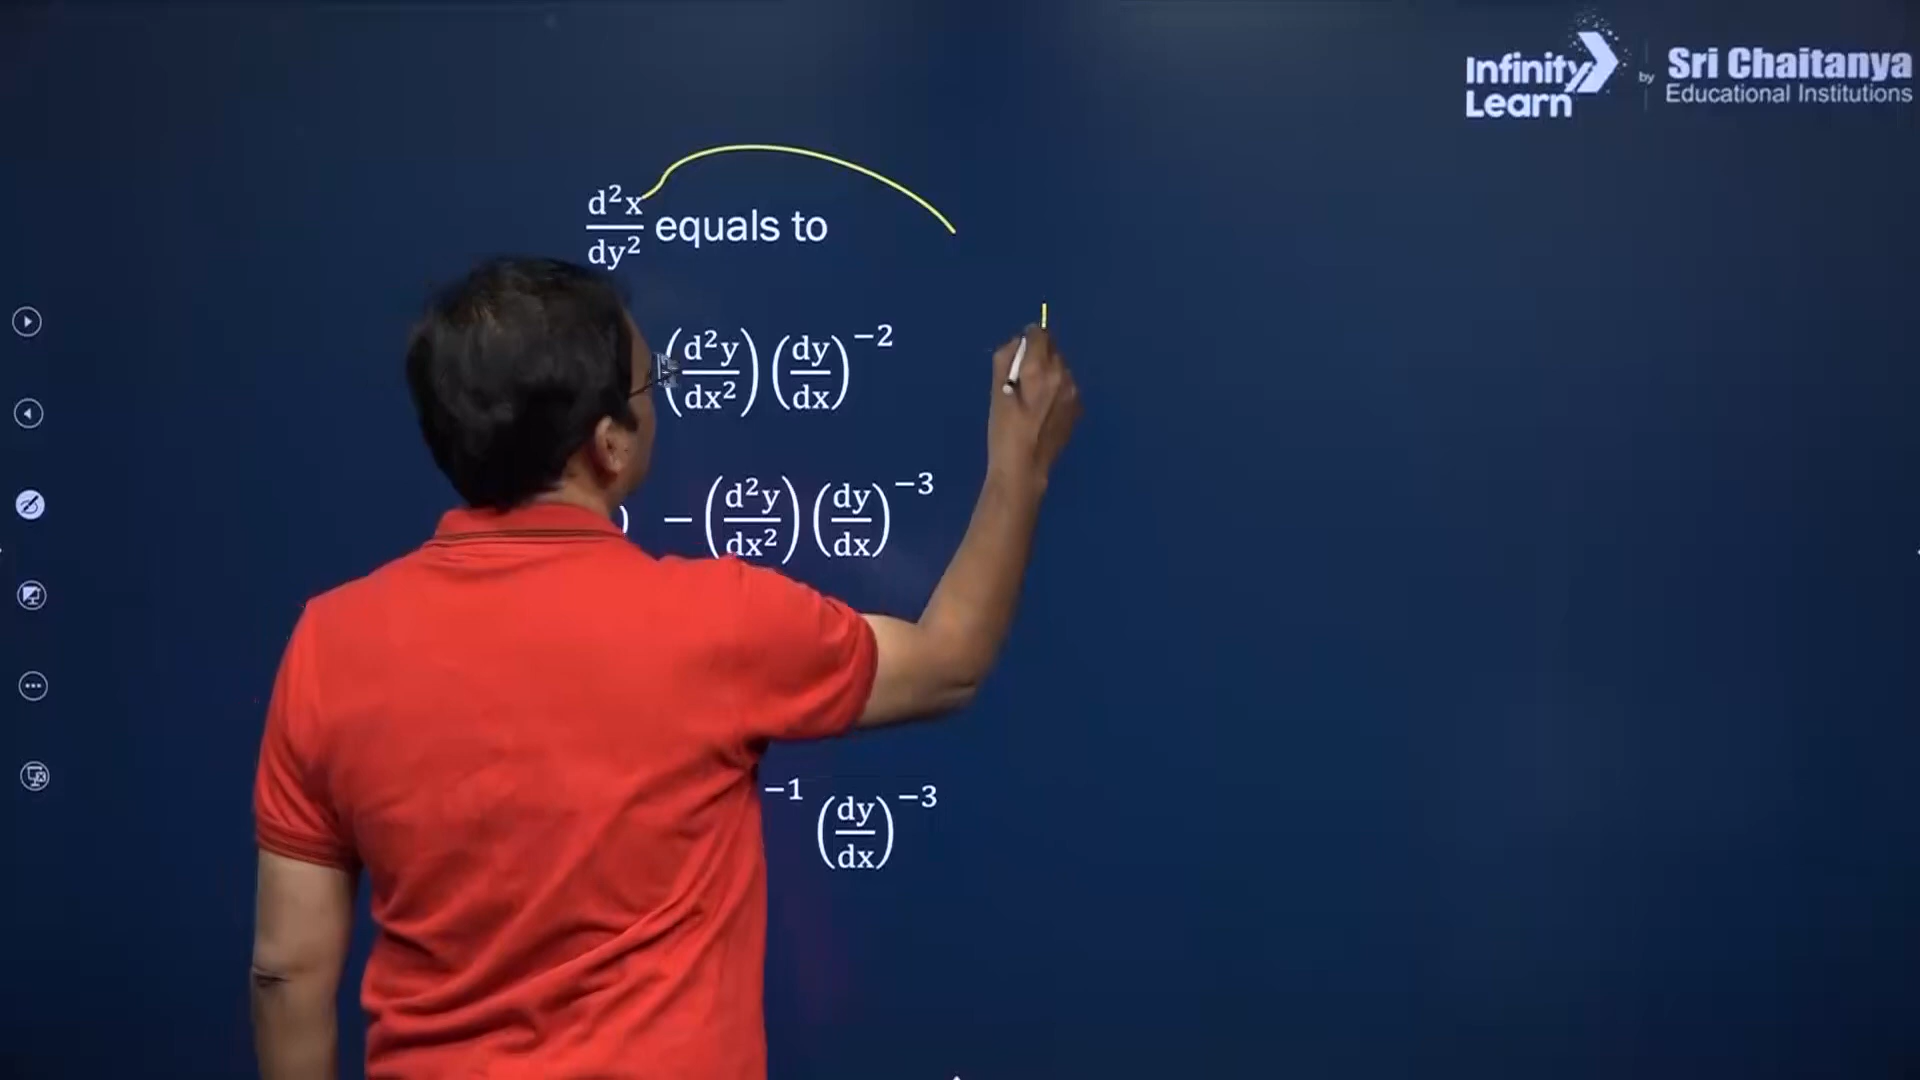 Infinity Learn by Sri Chaitanya Educational Institutions
d²x/dy² equals to
(d²y/dx²)(dy/dx)⁻²
) −(d²y/dx²)(dy/dx)⁻³
⁻¹ (dy/dx)⁻³